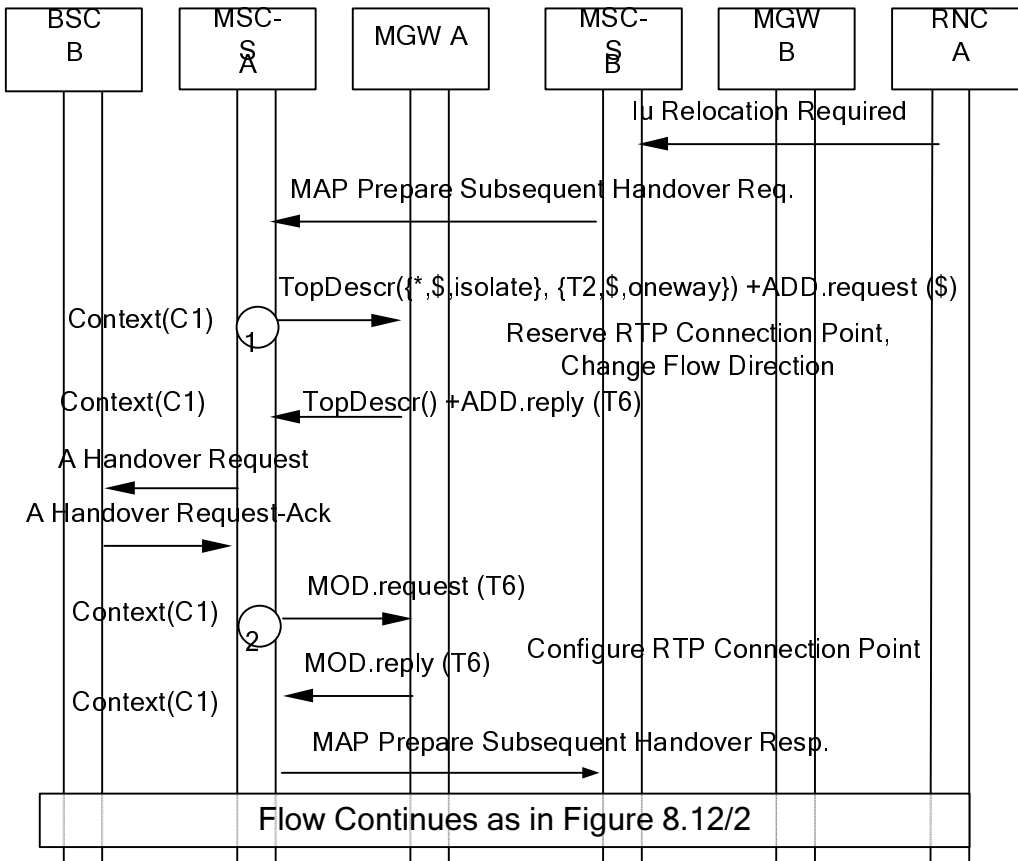 BSC
B
MSC-
S
A
MGW A
MSC-
S
B
MGW
B
RNC
A
Iu Relocation Required
MAP Prepare Subsequent Handover Req.
TopDescr({*,$,isolate}, {T2,$,oneway}) +ADD.request ($)
Context(C1)
1
Reserve RTP Connection Point,
Change Flow Direction
Context(C1)
TopDescr() +ADD.reply (T6)
A Handover Request
A Handover Request-Ack
MOD.request (T6)
Context(C1)
2
Configure RTP Connection Point
MOD.reply (T6)
Context(C1)
MAP Prepare Subsequent Handover Resp.
Flow Continues as in Figure 8.12/2